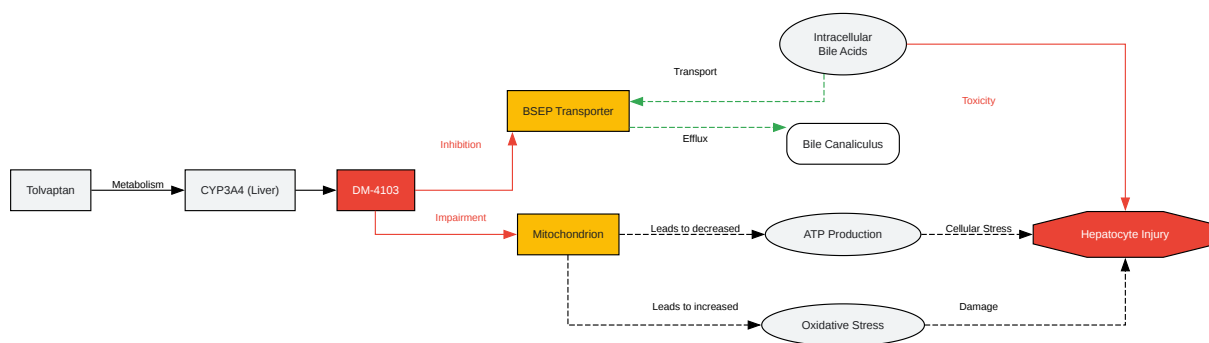 Intracellular
Bile Acids
Transport
Toxicity
BSEP Transporter
Efflux
Bile Canaliculus
Inhibition
Tolvaptan
Metabolism
CYP3A4 (Liver)
DM-4103
Impairment
Mitochondrion
Leads to decreased
ATP Production
Cellular Stress
Hepatocyte Injury
Leads to increased
Oxidative Stress
Damage